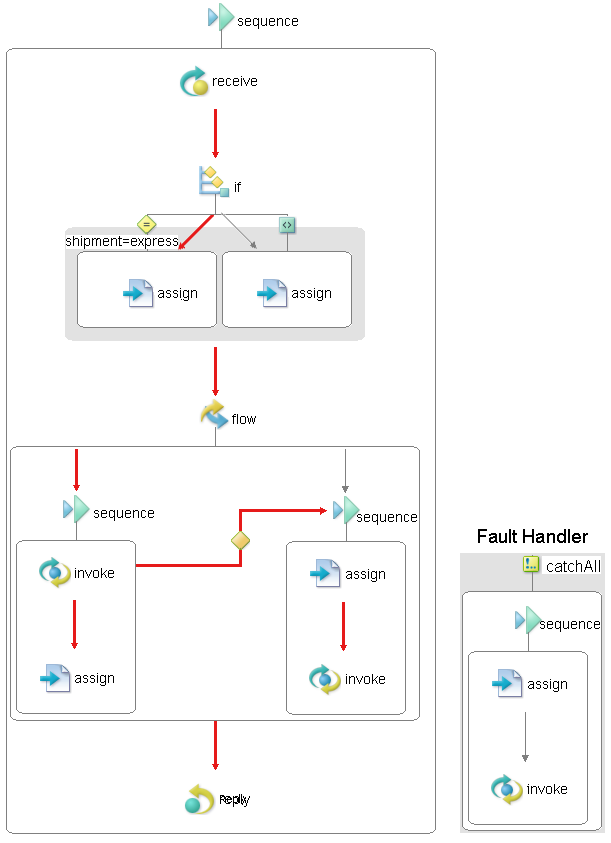 sequence
receive
if
shipment=express
assign
assign
flow
sequence
sequence
invoke
assign
assign
invoke
reply
Fault Handler
catchAll
sequence
assign
invoke